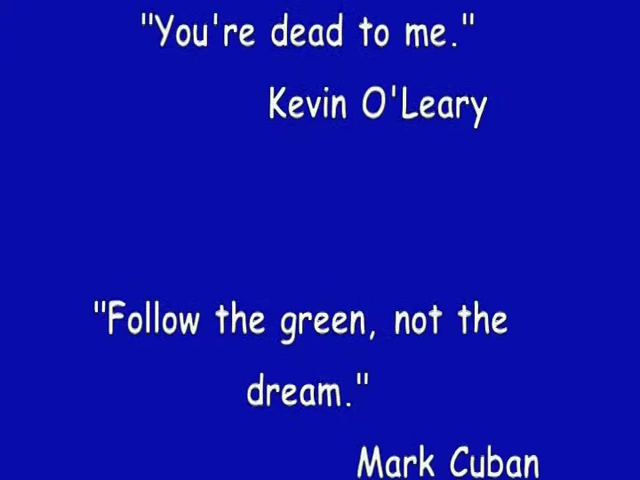 "You're dead to me."
Kevin O'Leary
"Follow the green, not the
dream."
Mark Cuban